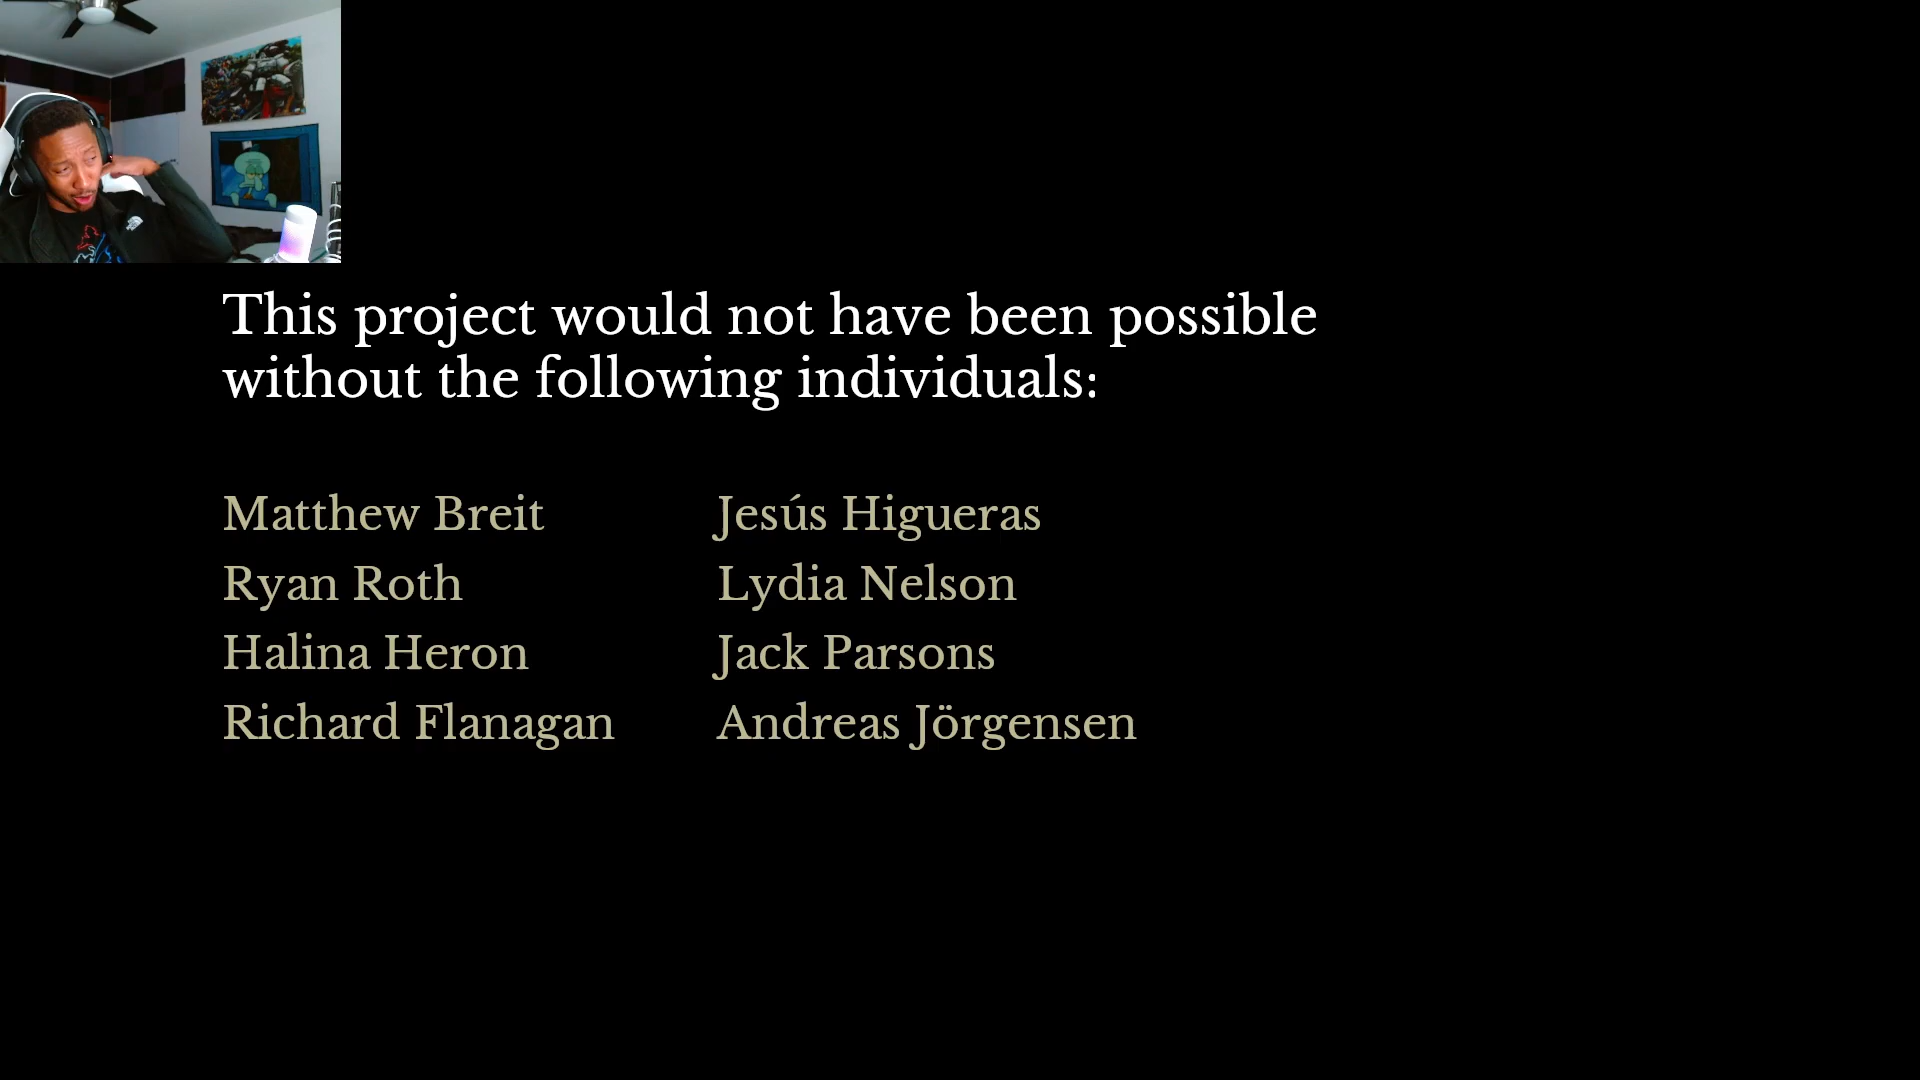 This project would not have been possible
without the following individuals:
Matthew Breit
Ryan Roth
Halina Heron
Richard Flanagan
Jesús Higueras
Lydia Nelson
Jack Parsons
Andreas Jörgensen